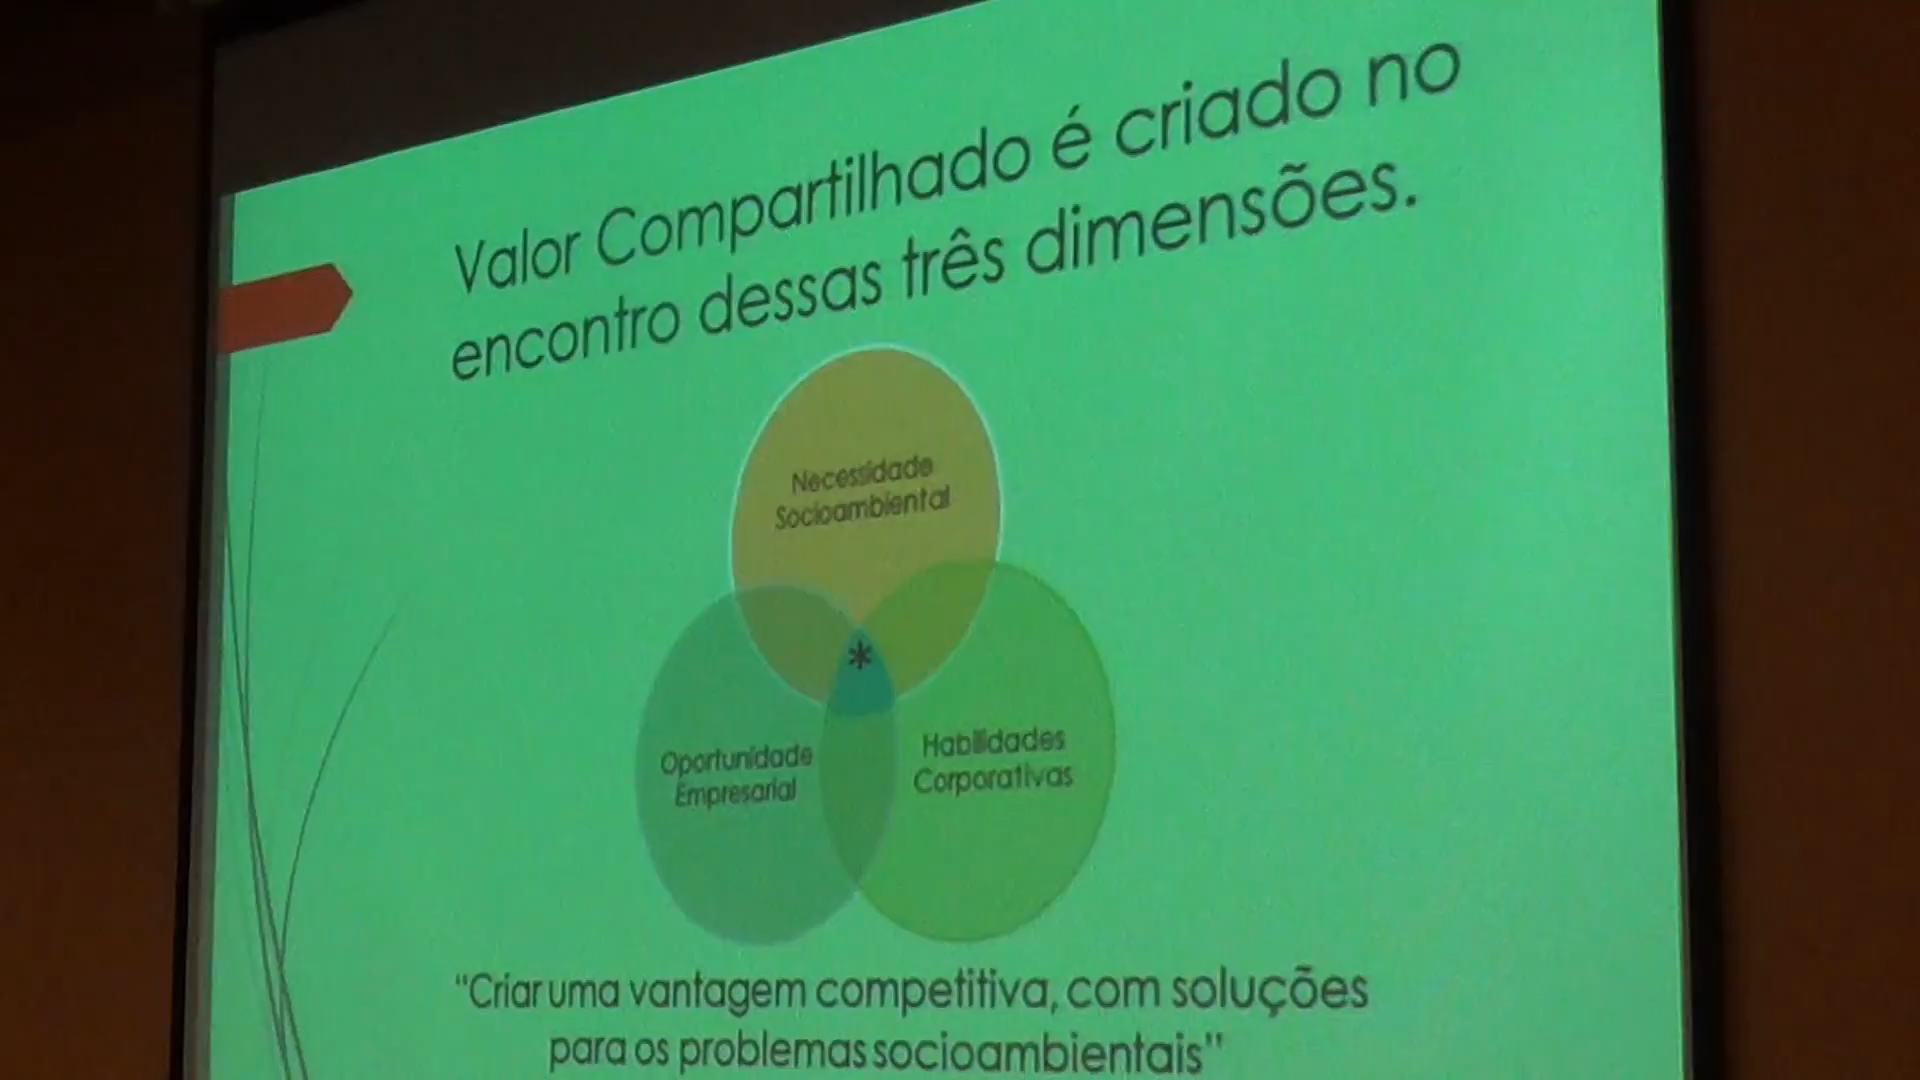 Valor Compartilhado é criado no
encontro dessas três dimensões.
Necessidade
Socioambiental
*
Oportunidade
Empresarial
Habilidades
Corporativas
“Criar uma vantagem competitiva, com soluções
para os problemas socioambientais”